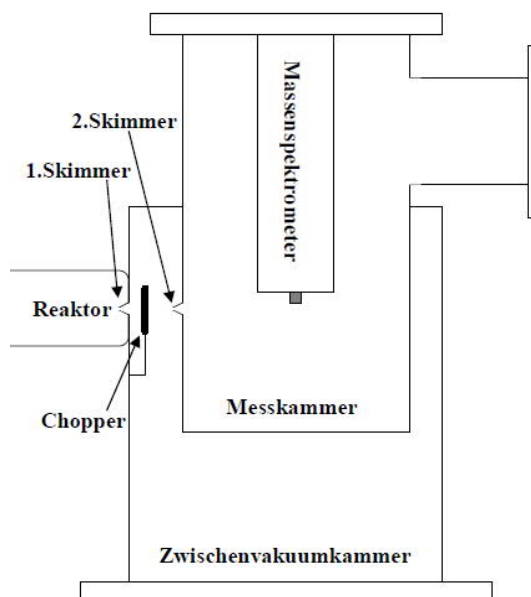 2.Skimmer
1.Skimmer
Massenspektrometer
Reaktor
Chopper
Messkammer
Zwischenvakuumkammer